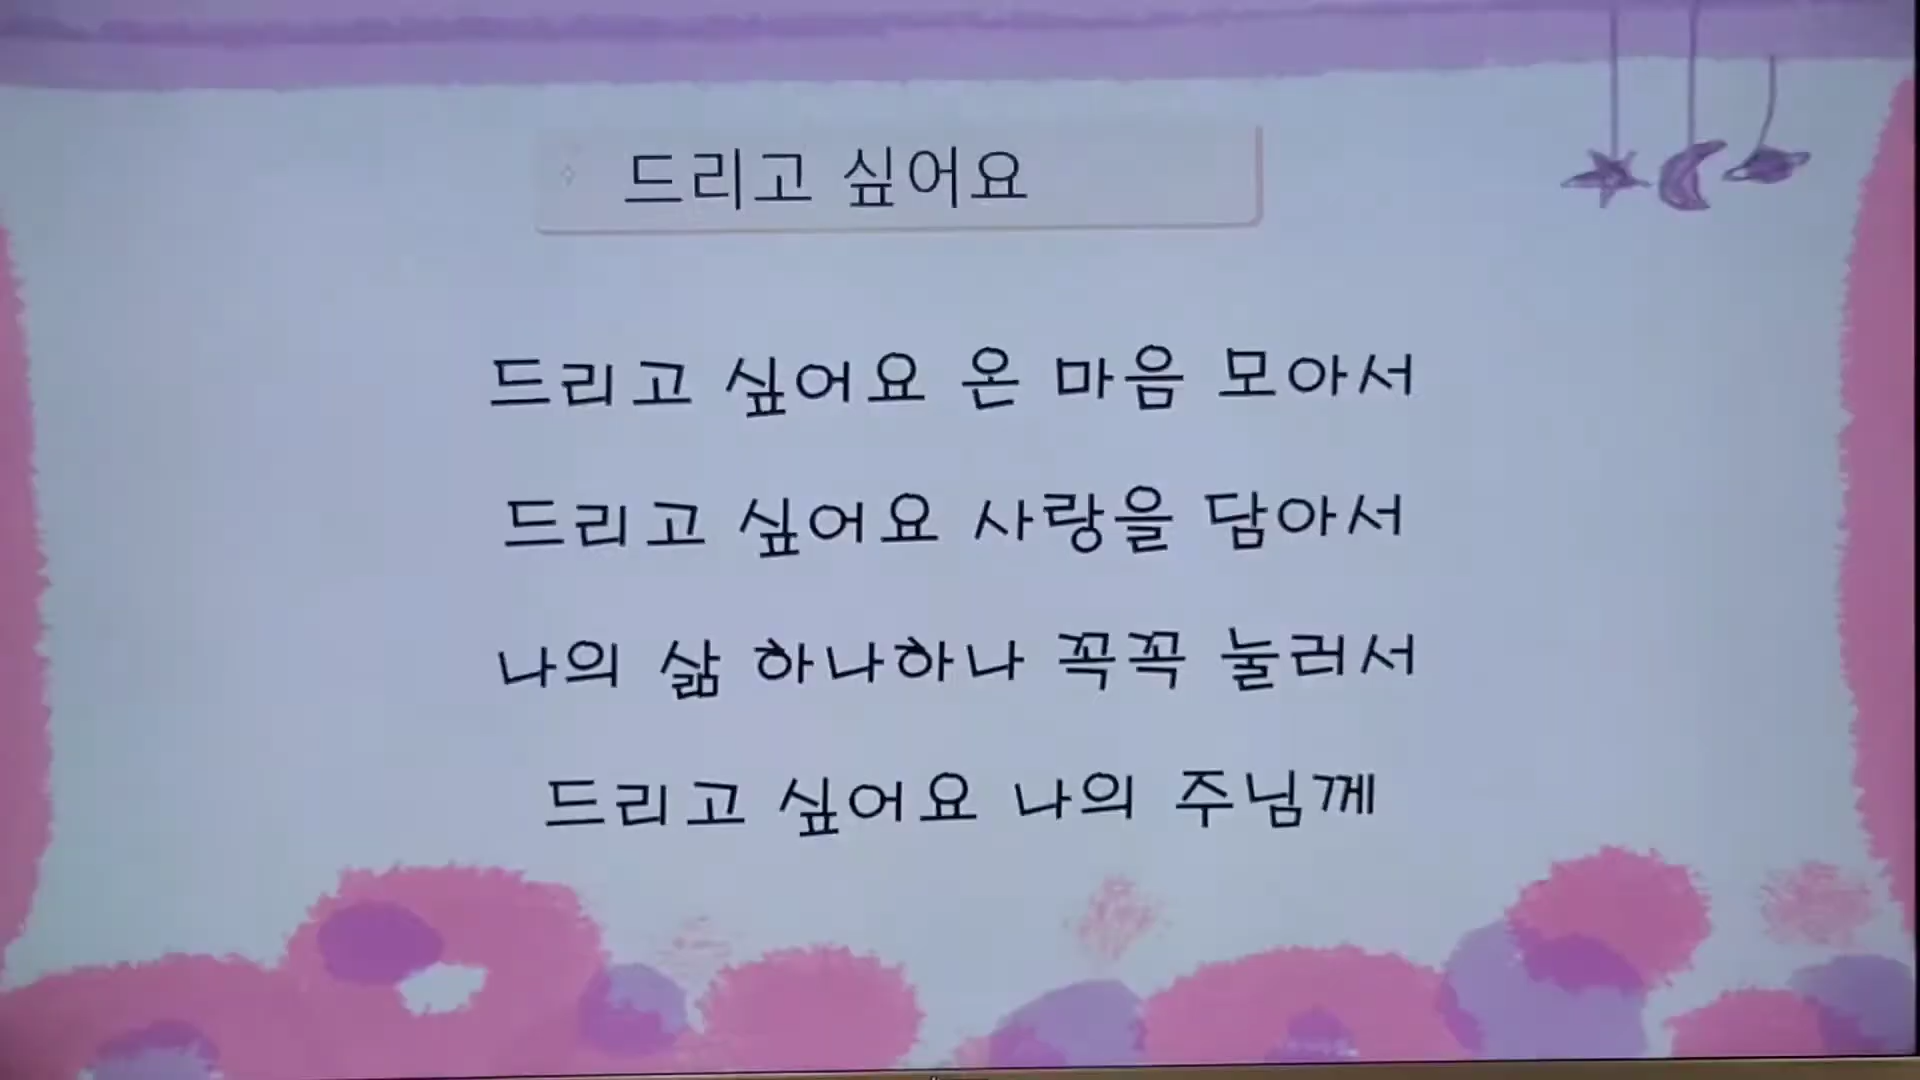 드리고 싶어요
드리고 싶어요 온 마음 모아서
드리고 싶어요 사랑을 담아서
나의 삶 하나하나 꼭꼭 눌러서
드리고 싶어요 나의 주님께